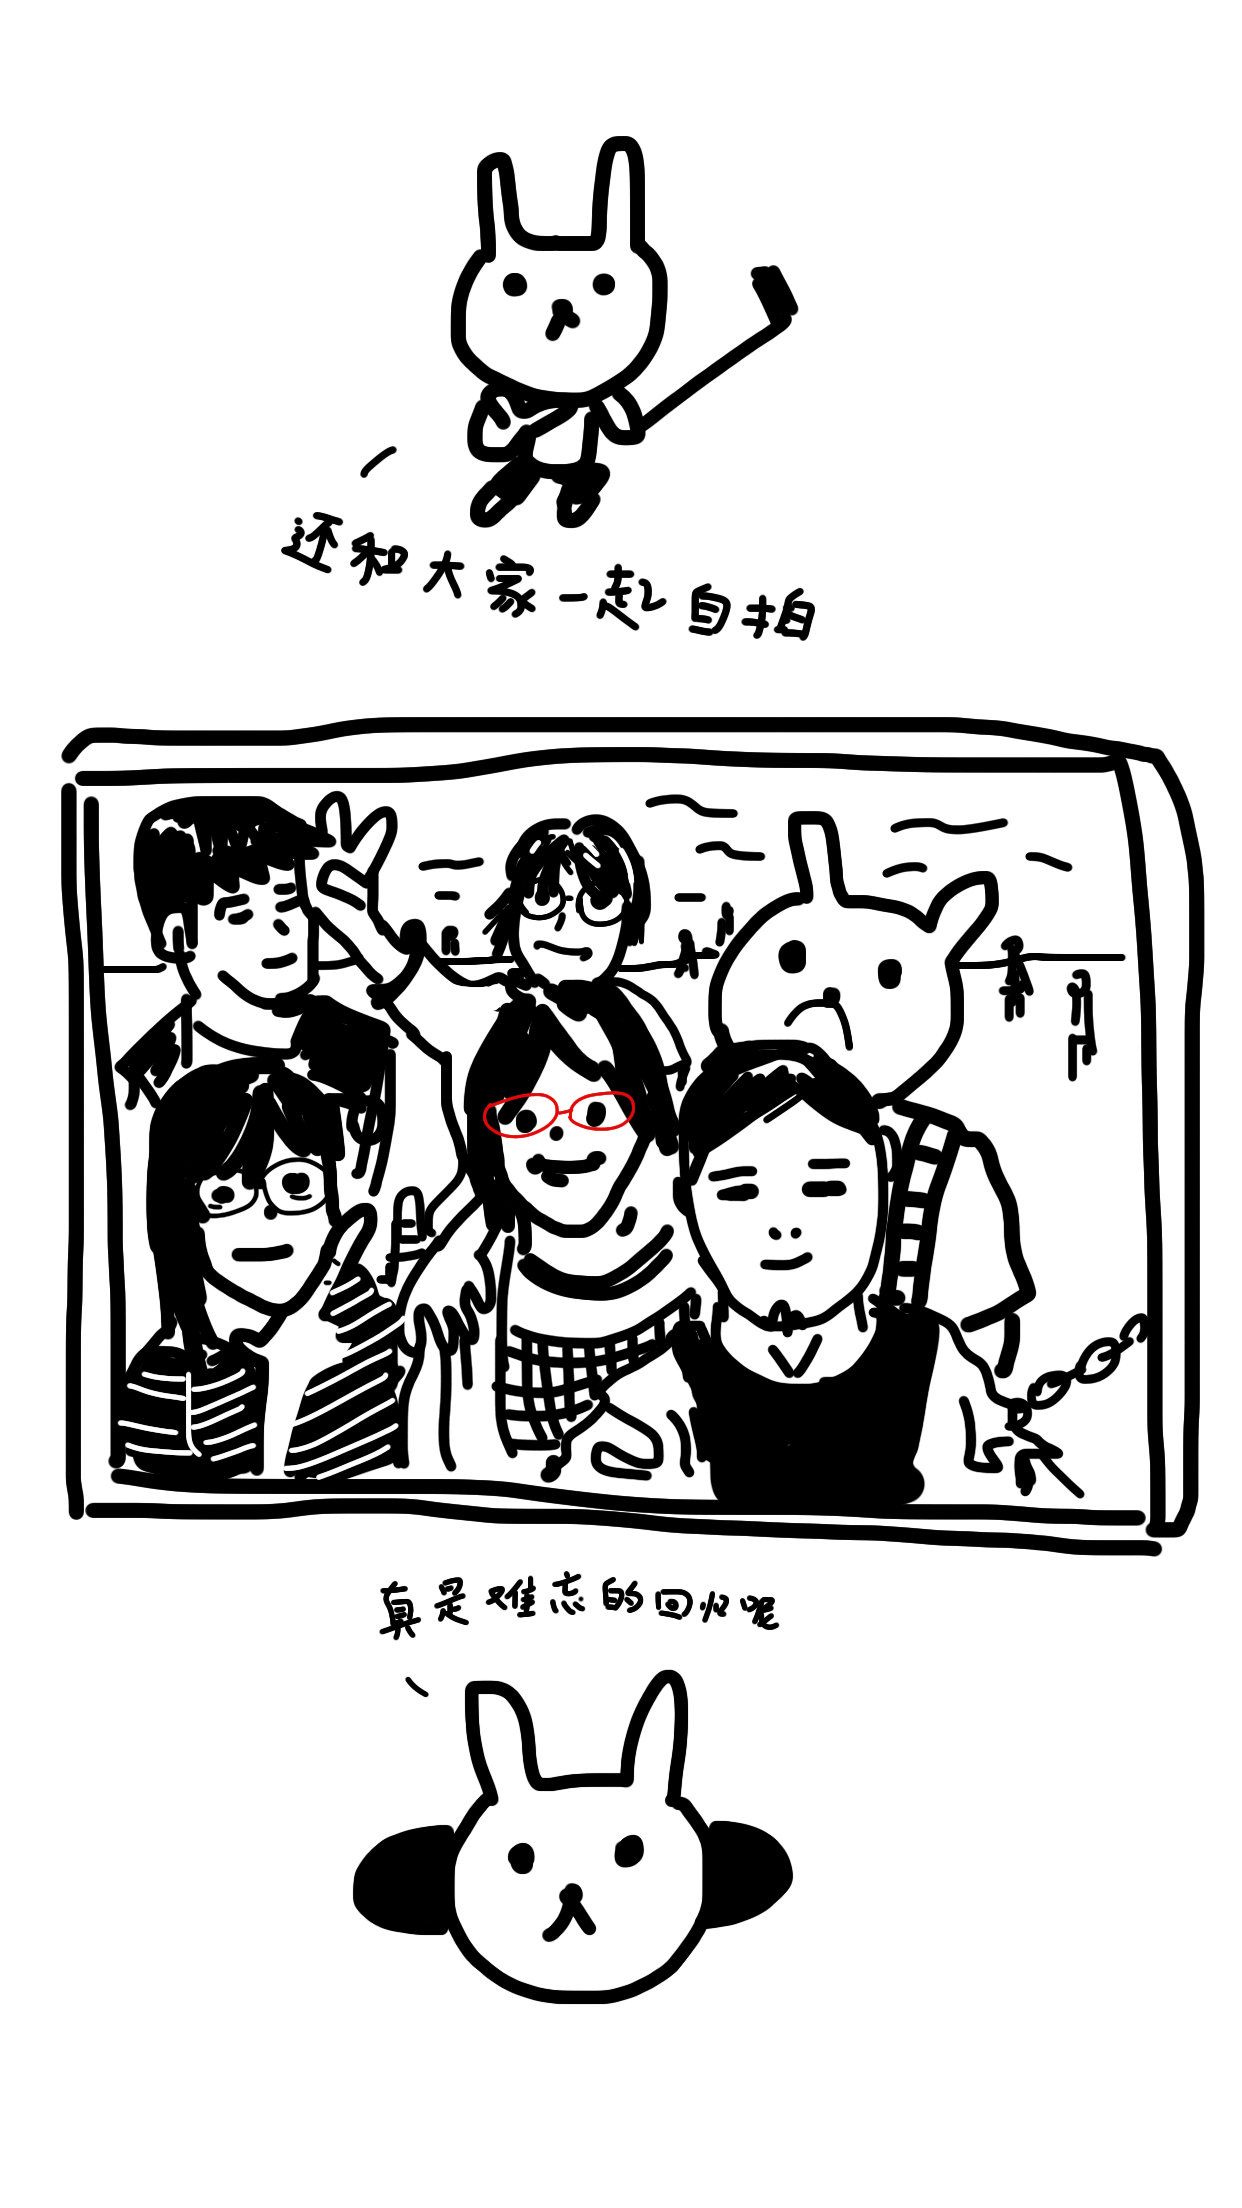 还和大家一起自拍
真是难忘的回忆呢